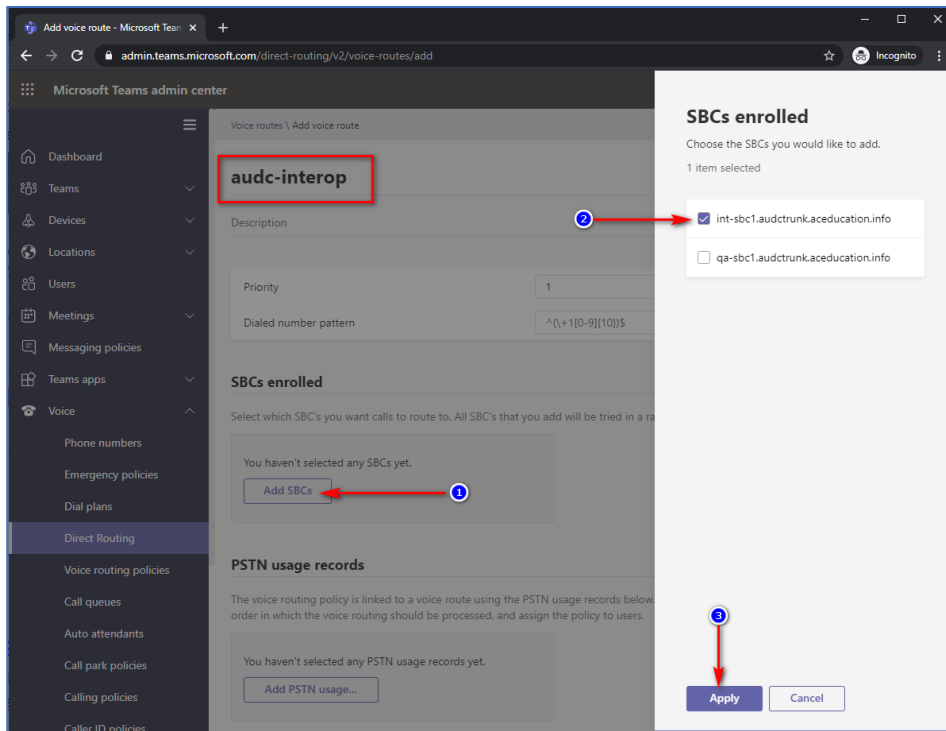 Add voice route - Microsoft Tean
admin.teams.microsoft.com/direct-routing/v2/voice-routes/add
Incognito
Microsoft Teams admin center
Dashboard
Teams
Devices
Locations
Users
Meetings
Messaging policies
Teams apps
Voice
Phone numbers
Emergency policies
Dial plans
Direct Routing
Voice routing policies
Call queues
Auto attendants
Call park policies
Calling policies
Caller ID policies
Voice routes \ Add voice route
audc-interop
Description
Priority
1
Dialed number pattern
^(\+1[0-9]{10})$
SBCs enrolled
Select which SBC's you want calls to route to. All SBC's that you add will be tried in a ra
You haven't selected any SBCs yet.
Add SBCs
1
PSTN usage records
The voice routing policy is linked to a voice route using the PSTN usage records below.
order in which the voice routing should be processed, and assign the policy to users.
You haven't selected any PSTN usage records yet.
Add PSTN usage...
SBCs enrolled
Choose the SBCs you would like to add.
1 item selected
2
int-sbc1.audctrunk.aceducation.info
qa-sbc1.audctrunk.aceducation.info
3
Apply
Cancel